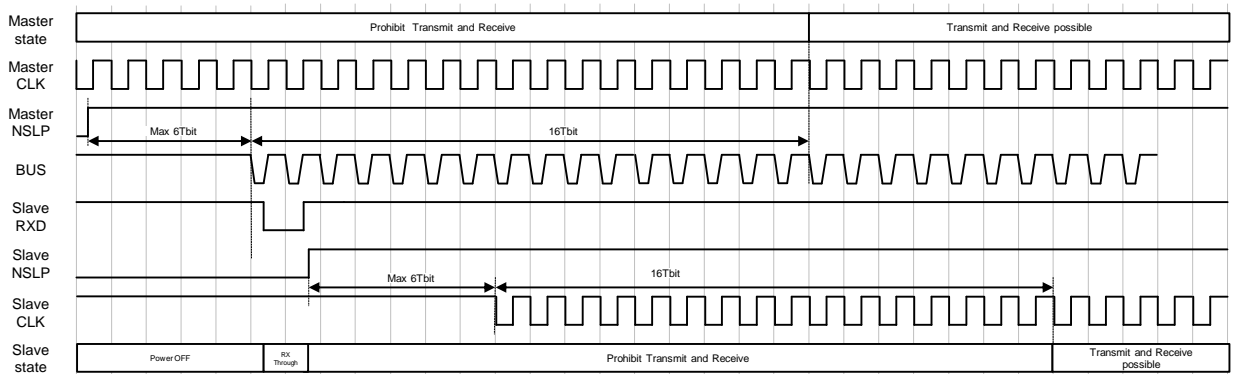 Master
state
Prohibit Transmit and Receive
Transmit and Receive possible
Master
CLK
Master
NSLP
Max 6Tbit
16Tbit
BUS
Slave
RXD
Slave
NSLP
Max 6Tbit
16Tbit
Slave
CLK
Slave
state
Power OFF
RX
Through
Prohibit Transmit and Receive
Transmit and Receive
possible